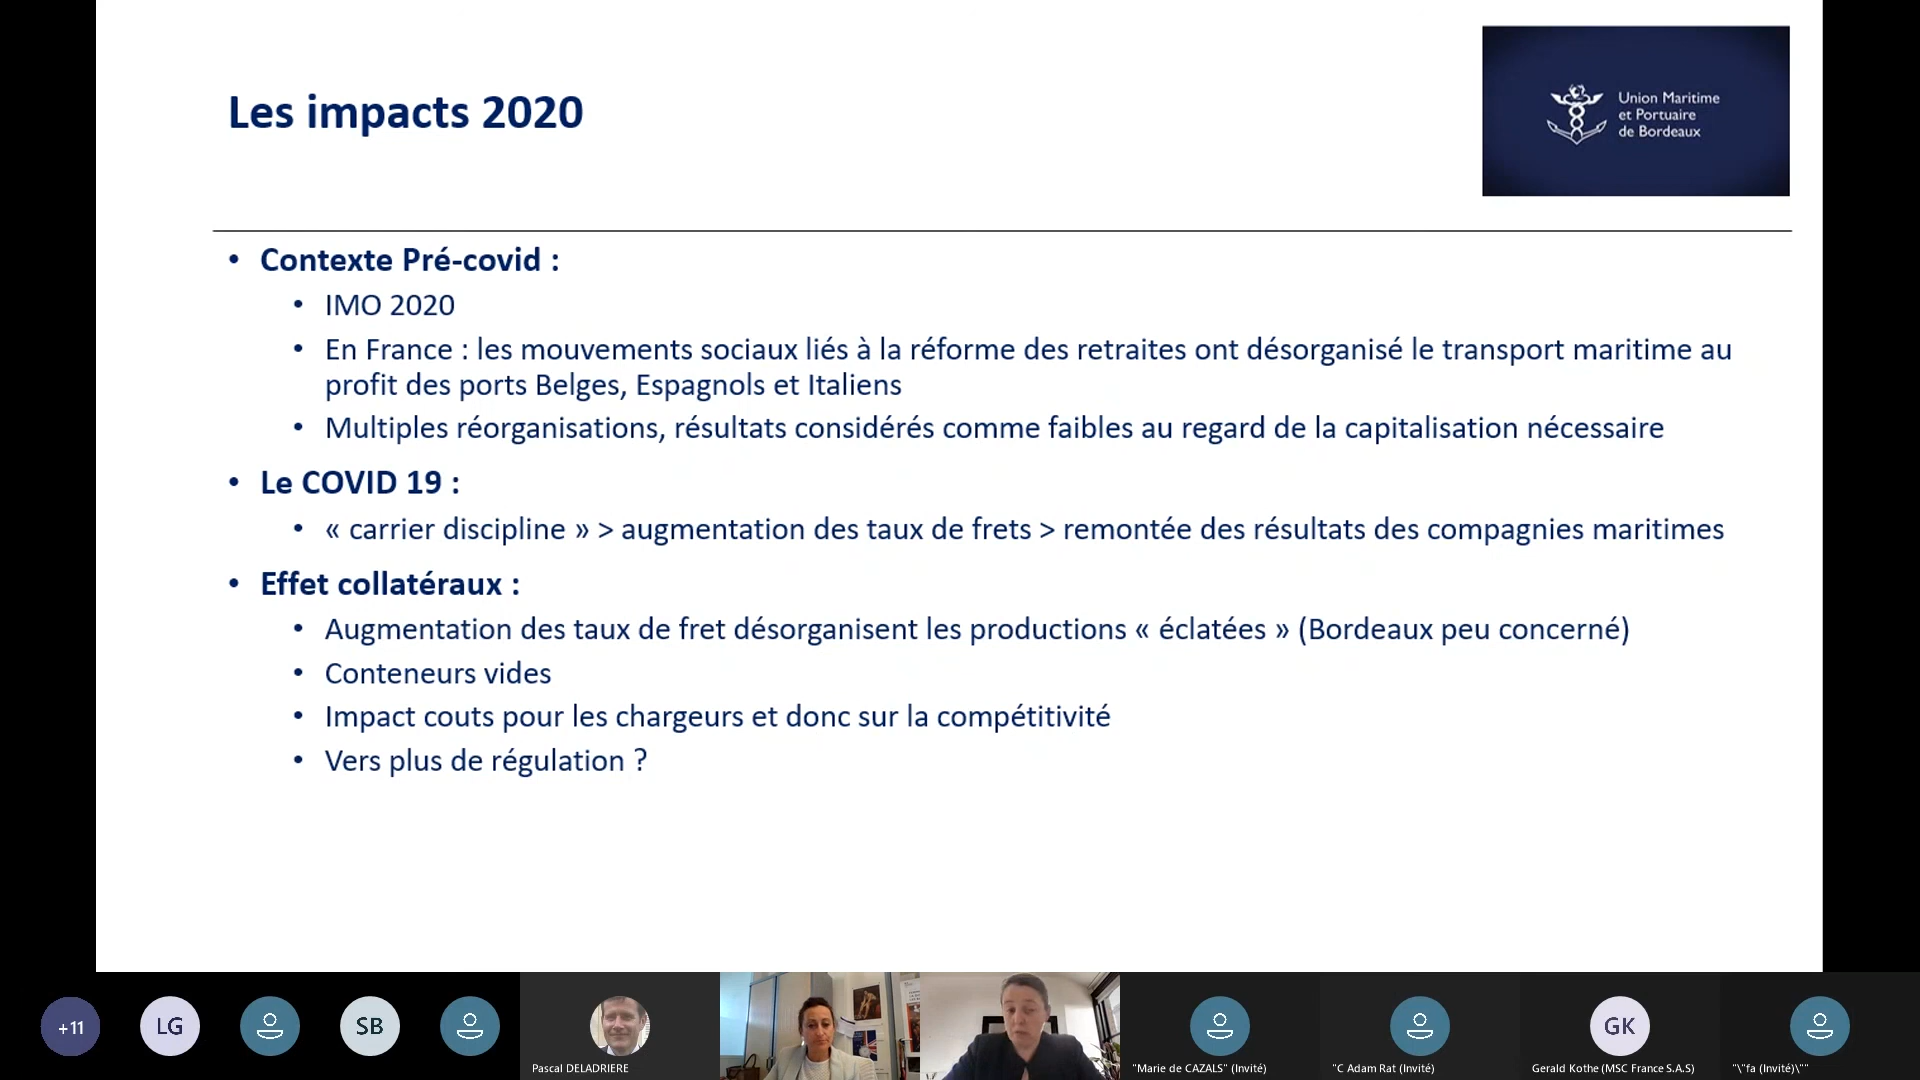 Les impacts 2020
Union Maritime
et Portuaire
de Bordeaux
• Contexte Pré-covid :
• IMO 2020
• En France : les mouvements sociaux liés à la réforme des retraites ont désorganisé le transport maritime au
profit des ports Belges, Espagnols et Italiens
• Multiples réorganisations, résultats considérés comme faibles au regard de la capitalisation nécessaire
• Le COVID 19 :
• « carrier discipline » > augmentation des taux de frets > remontée des résultats des compagnies maritimes
• Effet collatéraux :
• Augmentation des taux de fret désorganisent les productions « éclatées » (Bordeaux peu concerné)
• Conteneurs vides
• Impact couts pour les chargeurs et donc sur la compétitivité
• Vers plus de régulation ?
+11
LG
SB
Pascal DELADRIERE
"Marie de CAZALS" (Invité)
"C Adam Rat (Invité)
GK
Gerald Kothe (MSC France S.A.S)
"\"fa (Invité)\""